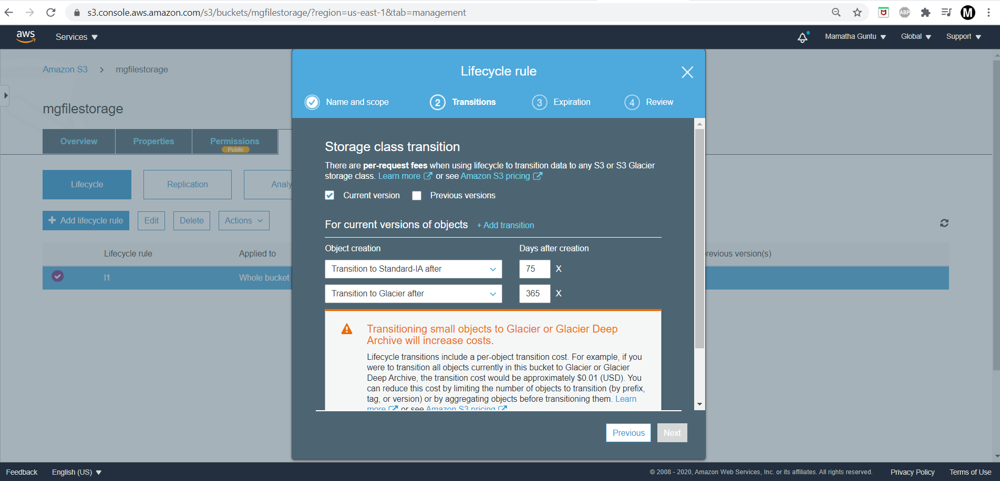 s3.console.aws.amazon.com/s3/buckets/mgfilestorage/?region=us-east-1&tab=management
ABP
M
aws
Services
Mamatha Guntu
Global
Support
Amazon S3 > mgfilestorage
mgfilestorage
Overview
Properties
Permissions
Public
Lifecycle
Replication
Analy
+ Add lifecycle rule
Edit
Delete
Actions
Lifecycle rule
Applied to
revious version(s)
l1
Whole bucket
Lifecycle rule
Name and scope
2 Transitions
3 Expiration
4 Review
Storage class transition
There are per-request fees when using lifecycle to transition data to any S3 or S3 Glacier
storage class. Learn more or see Amazon S3 pricing
Current version
Previous versions
For current versions of objects + Add transition
Object creation
Days after creation
Transition to Standard-IA after
75 X
Transition to Glacier after
365 X
Transitioning small objects to Glacier or Glacier Deep
Archive will increase costs.
Lifecycle transitions include a per-object transition cost. For example, if you
were to transition all objects currently in this bucket to Glacier or Glacier
Deep Archive, the transition cost would be approximately $0.01 (USD). You
can reduce this cost by limiting the number of objects to transition (by prefix,
tag, or version) or by aggregating objects before transitioning them. Learn
more or see Amazon S3 pricing
Previous
Next
Feedback
English (US)
© 2008 - 2020, Amazon Web Services, Inc. or its affiliates. All rights reserved.
Privacy Policy
Terms of Use